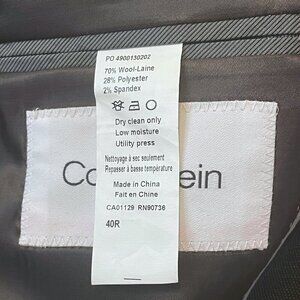 PO 4900130202
70% Wool-Laine
28% Polyester
2% Spandex
Dry clean only
Low moisture
Utility press
Nettoyage à sec seulement
Repasser à basse température
Made in China
Fait en Chine
CA01129 RN90736
40R